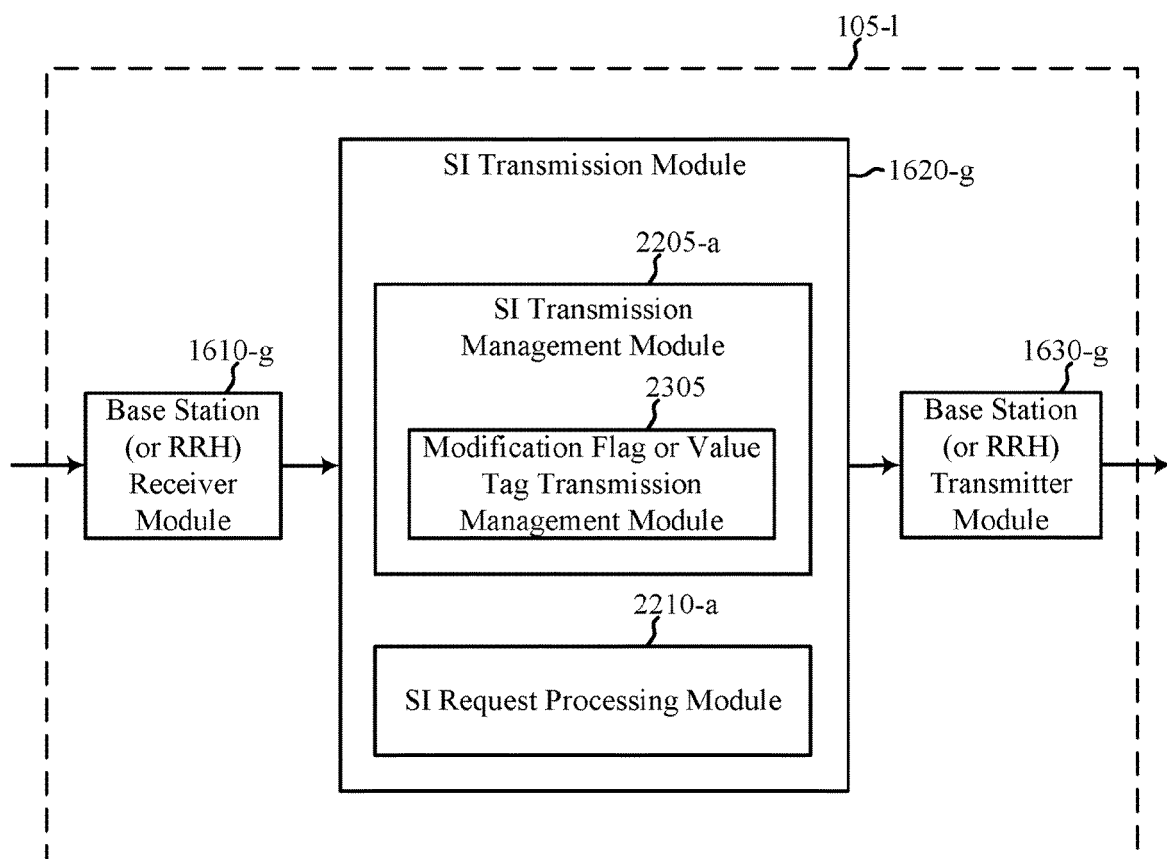 105-l
SI Transmission Module
1620-g
2205-a
SI Transmission
Management Module
1610-g
1630-g
2305
Base Station
(or RRH)
Receiver
Module
Modification Flag or Value
Tag Transmission
Management Module
Base Station
(or RRH)
Transmitter
Module
2210-a
SI Request Processing Module